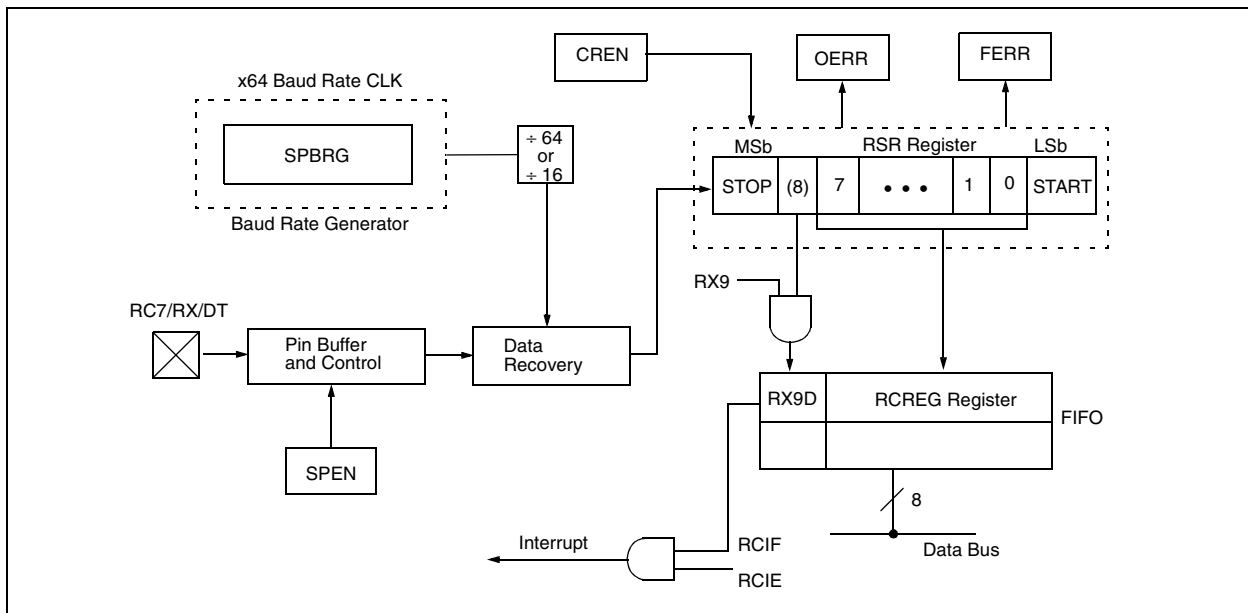 CREN
OERR
FERR
x64 Baud Rate CLK
SPBRG
÷ 64
or
÷ 16
Baud Rate Generator
MSb
RSR Register
LSb
STOP
(8)
7
• • •
1
0
START
RX9
RC7/RX/DT
Pin Buffer
and Control
Data
Recovery
SPEN
RX9D
RCREG Register
FIFO
8
Data Bus
Interrupt
RCIF
RCIE